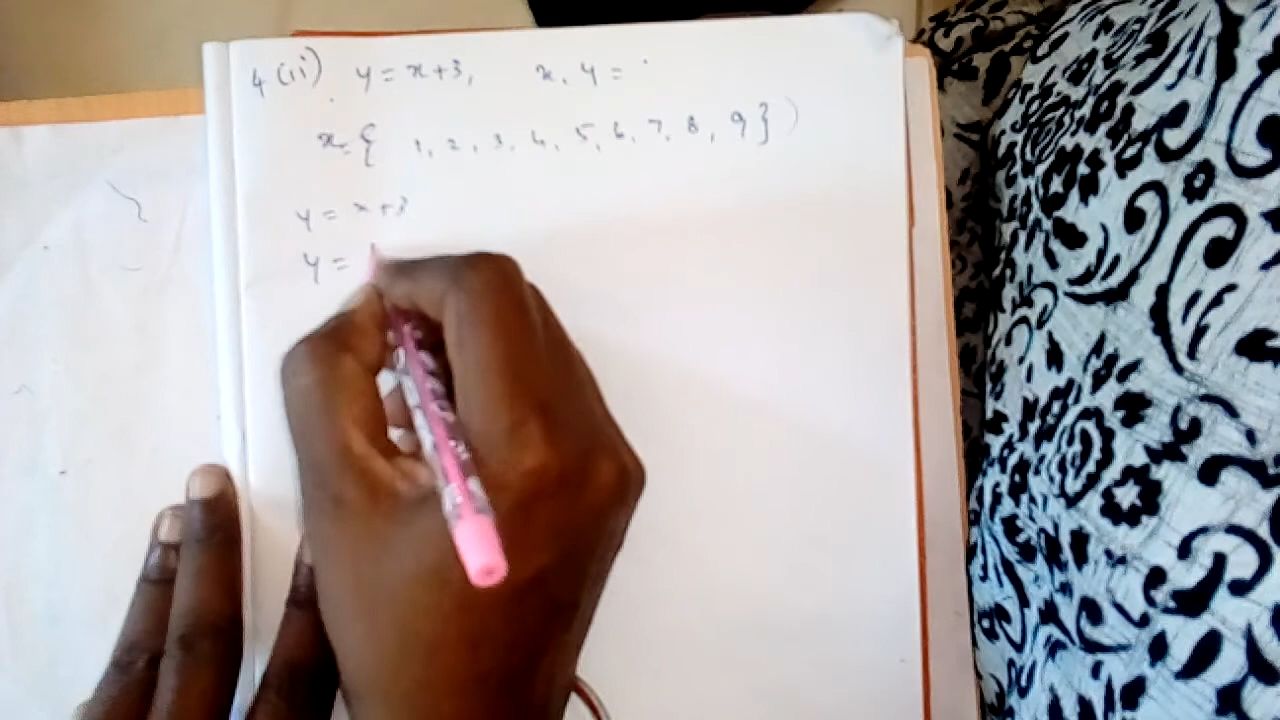 4 (ii) y = x+3, x, y =
x = { 1, 2, 3, 4, 5, 6, 7, 8, 9 } )
y = x+3
y =